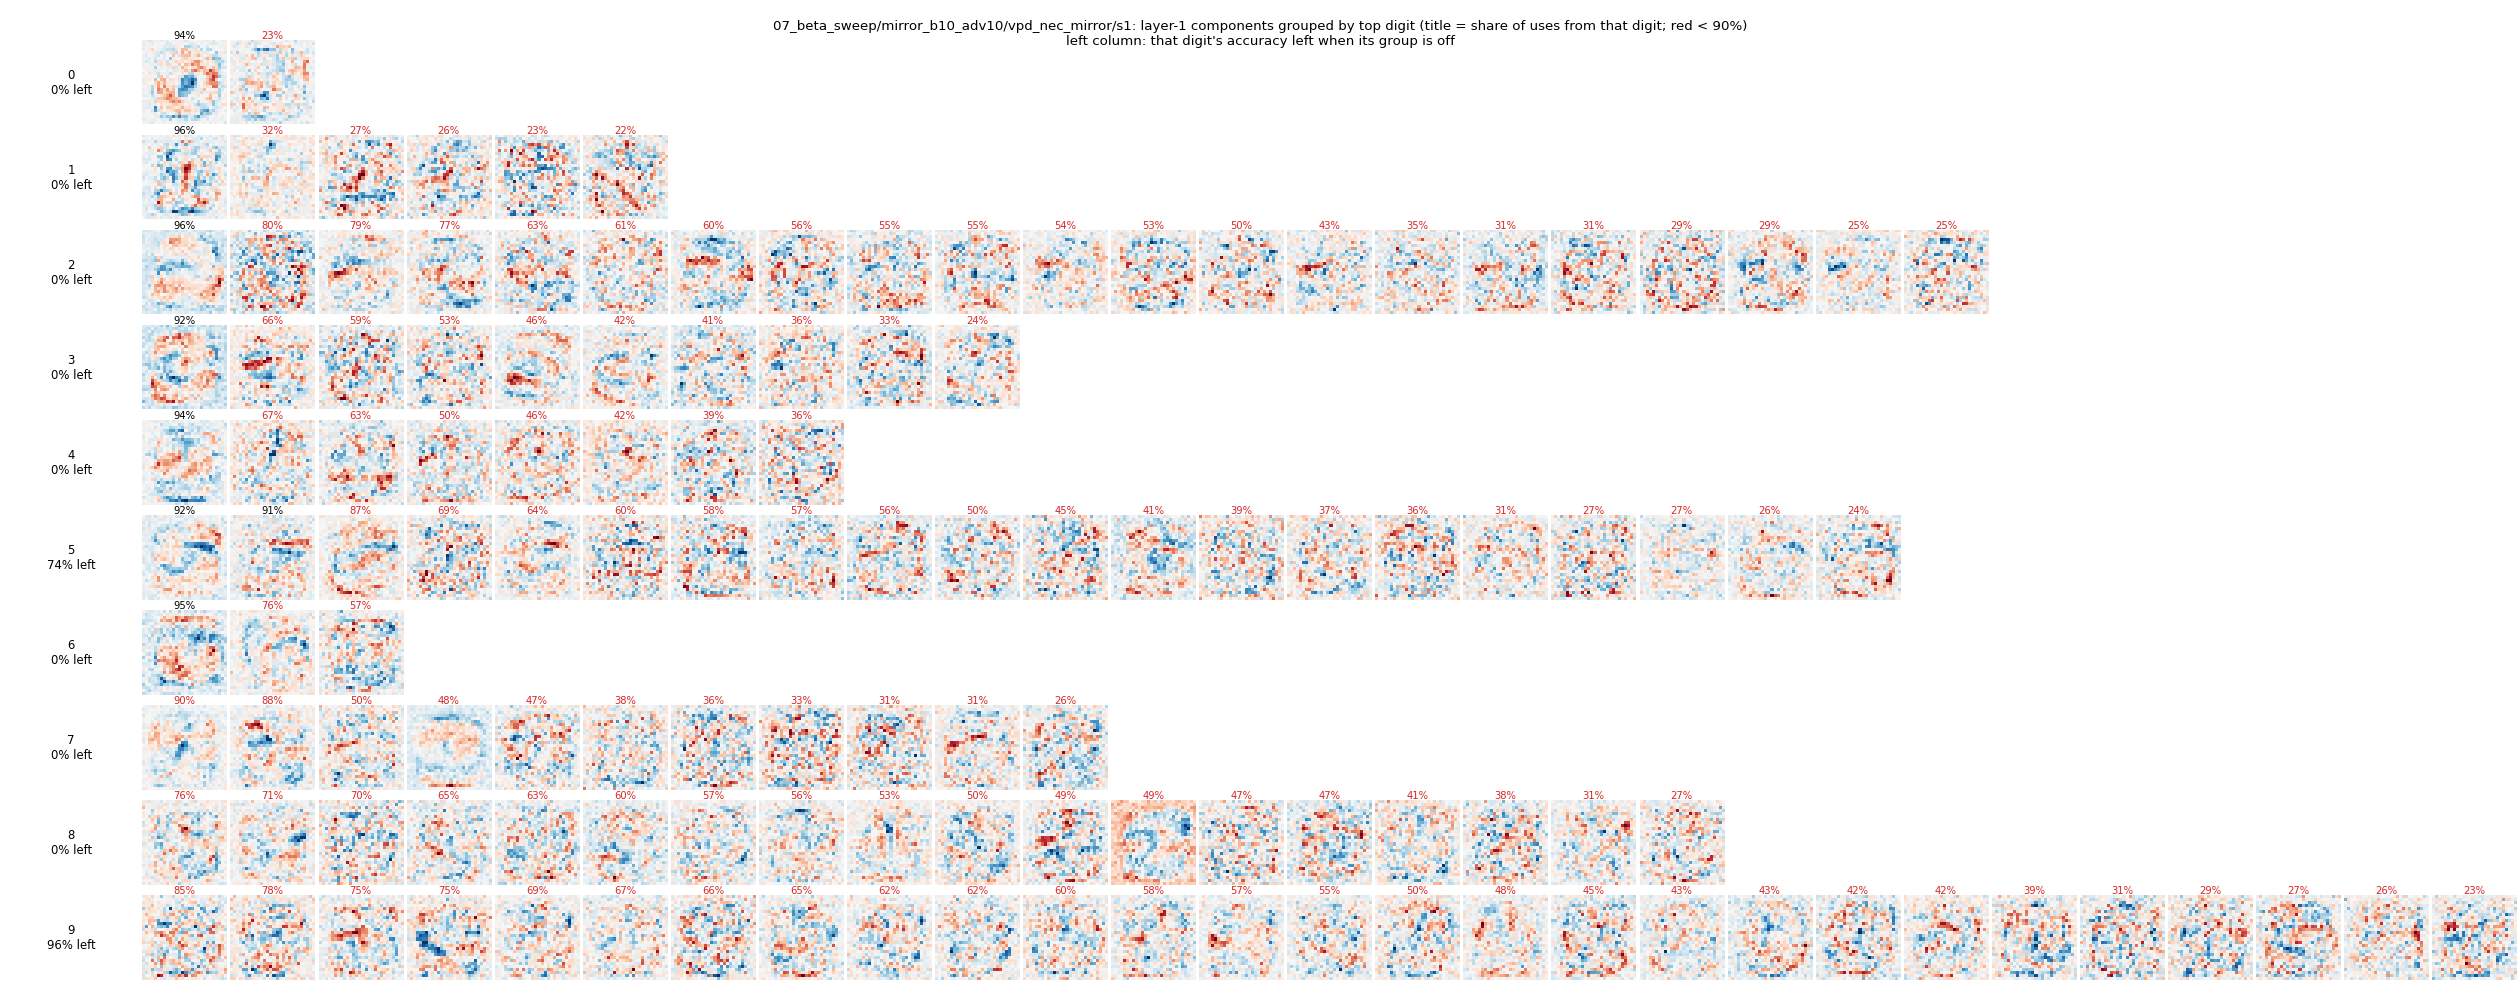 07_beta_sweep/mirror_b10_adv10/vpd_nec_mirror/s1: layer-1 components grouped by top digit (title = share of uses from that digit; red < 90%)
left column: that digit's accuracy left when its group is off
94% 23%
0
0% left
96% 32% 27% 26% 23% 22%
1
0% left
96% 80% 79% 77% 63% 61% 60% 56% 55% 55% 54% 53% 50% 43% 35% 31% 31% 29% 29% 25% 25%
2
0% left
92% 66% 59% 53% 46% 42% 41% 36% 33% 24%
3
0% left
94% 67% 63% 50% 46% 42% 39% 36%
4
0% left
92% 91% 87% 69% 64% 60% 58% 57% 56% 50% 45% 41% 39% 37% 36% 31% 27% 27% 26% 24%
5
74% left
95% 76% 57%
6
0% left
90% 88% 50% 48% 47% 38% 36% 33% 31% 31% 26%
7
0% left
76% 71% 70% 65% 63% 60% 57% 56% 53% 50% 49% 49% 47% 47% 41% 38% 31% 27%
8
0% left
85% 78% 75% 75% 69% 67% 66% 65% 62% 62% 60% 58% 57% 55% 50% 48% 45% 43% 43% 42% 42% 39% 31% 29% 27% 26% 23%
9
96% left